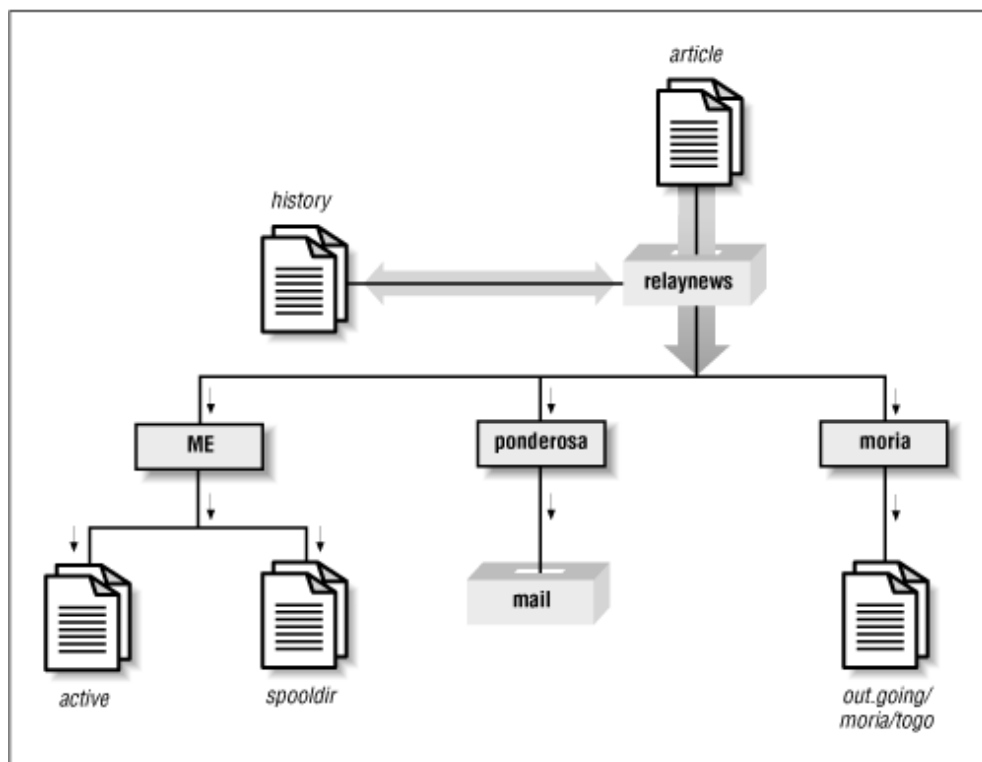 article
history
relaynews
ME
ponderosa
moria
mail
active
spooldir
out.going/
moria/togo